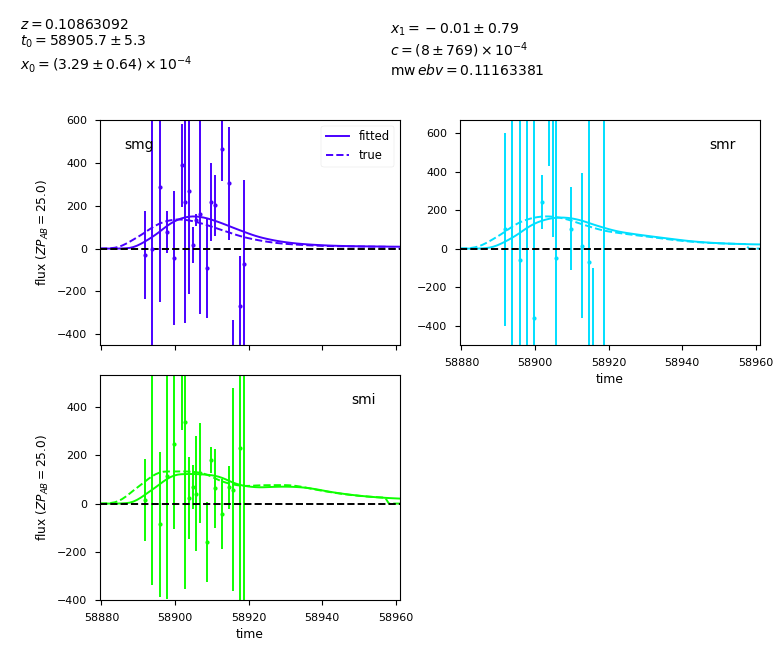 z = 0.10863092
t₀ = 58905.7 ± 5.3
x₀ = (3.29 ± 0.64) × 10⁻⁴
x₁ = −0.01 ± 0.79
c = (8 ± 769) × 10⁻⁴
mw ebv = 0.11163381
smg
fitted
true
600
400
200
0
−200
−400
flux (ZP_AB = 25.0)
smr
600
400
200
0
−200
−400
58880 58900 58920 58940 58960
time
smi
400
200
0
−200
−400
flux (ZP_AB = 25.0)
58880 58900 58920 58940 58960
time